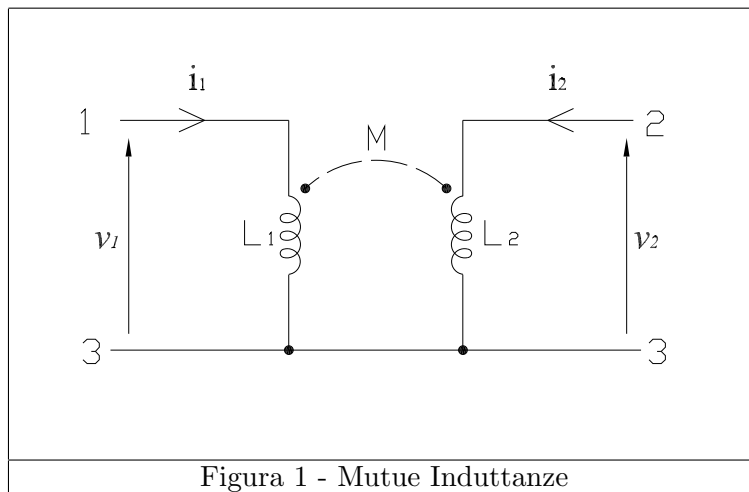 i1 i2
1 2
M
v1 L1 L2 v2
3 3
Figura 1 - Mutue Induttanze